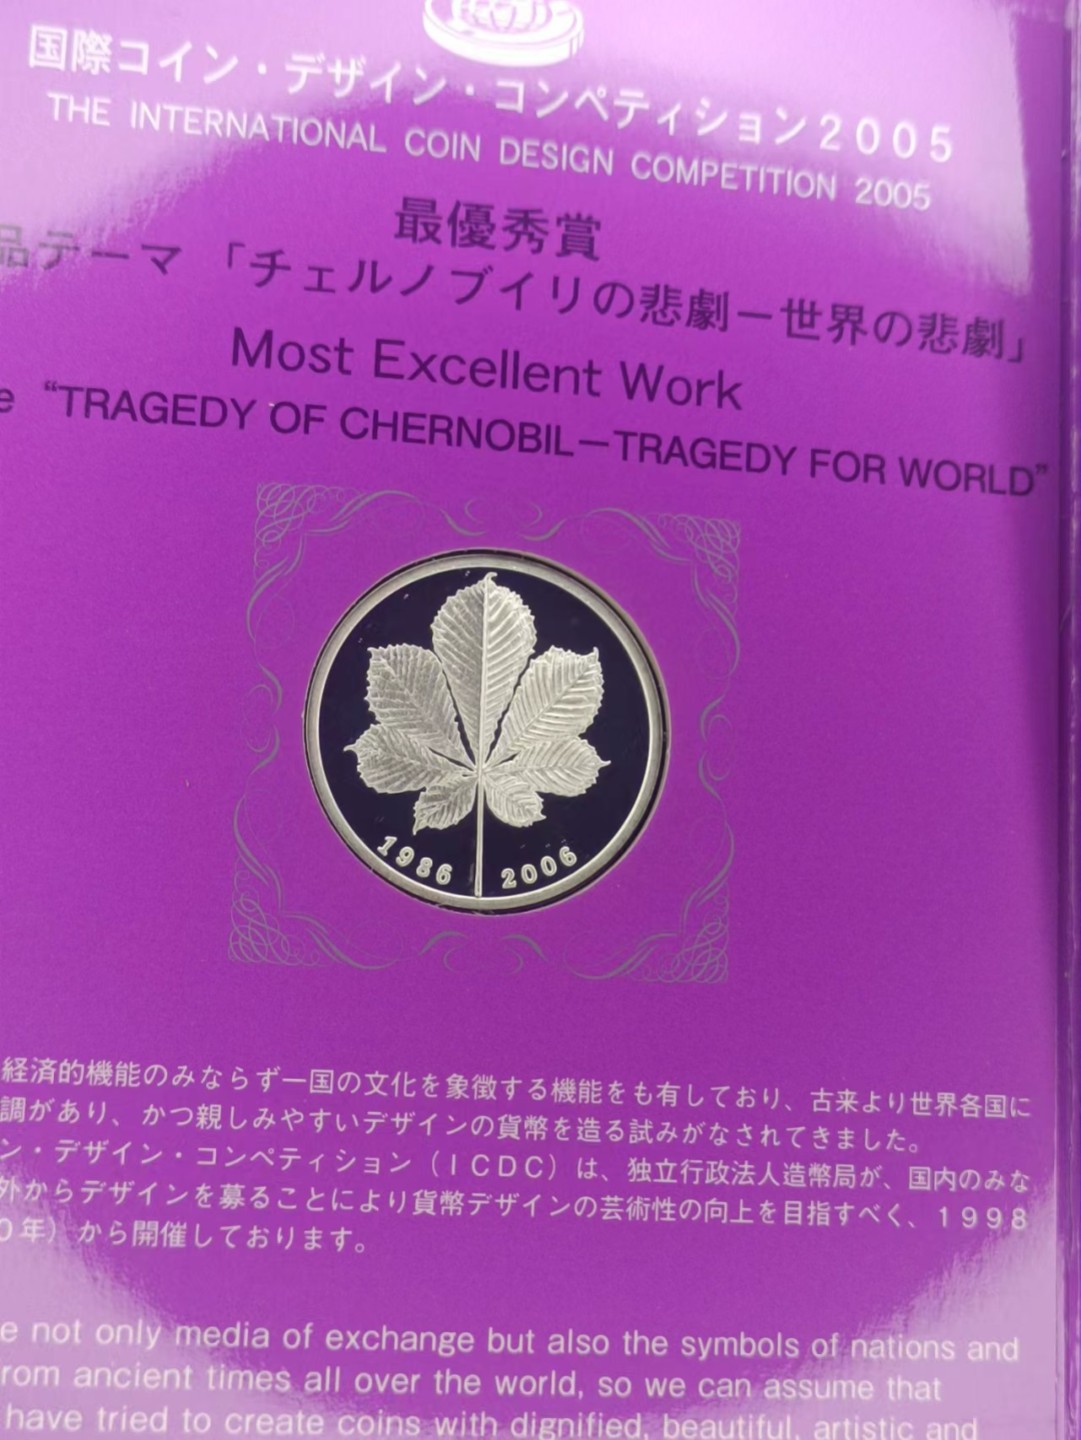 国際コイン・デザイン・コンペティション2005
THE INTERNATIONAL COIN DESIGN COMPETITION 2005
最優秀賞
品テーマ 「チェルノブイリの悲劇－世界の悲劇」
Most Excellent Work
e “TRAGEDY OF CHERNOBIL－TRAGEDY FOR WORLD”
1986 2006
経済的機能のみならず一国の文化を象徴する機能をも有しており、古来より世界各国に
調があり、かつ親しみやすいデザインの貨幣を造る試みがなされてきました。
ン・デザイン・コンペティション（ＩＣＤＣ）は、独立行政法人造幣局が、国内のみな
外からデザインを募ることにより貨幣デザインの芸術性の向上を目指すべく、１９９８
０年）から開催しております。
e not only media of exchange but also the symbols of nations and
rom ancient times all over the world, so we can assume that
have tried to create coins with dignified, beautiful, artistic and